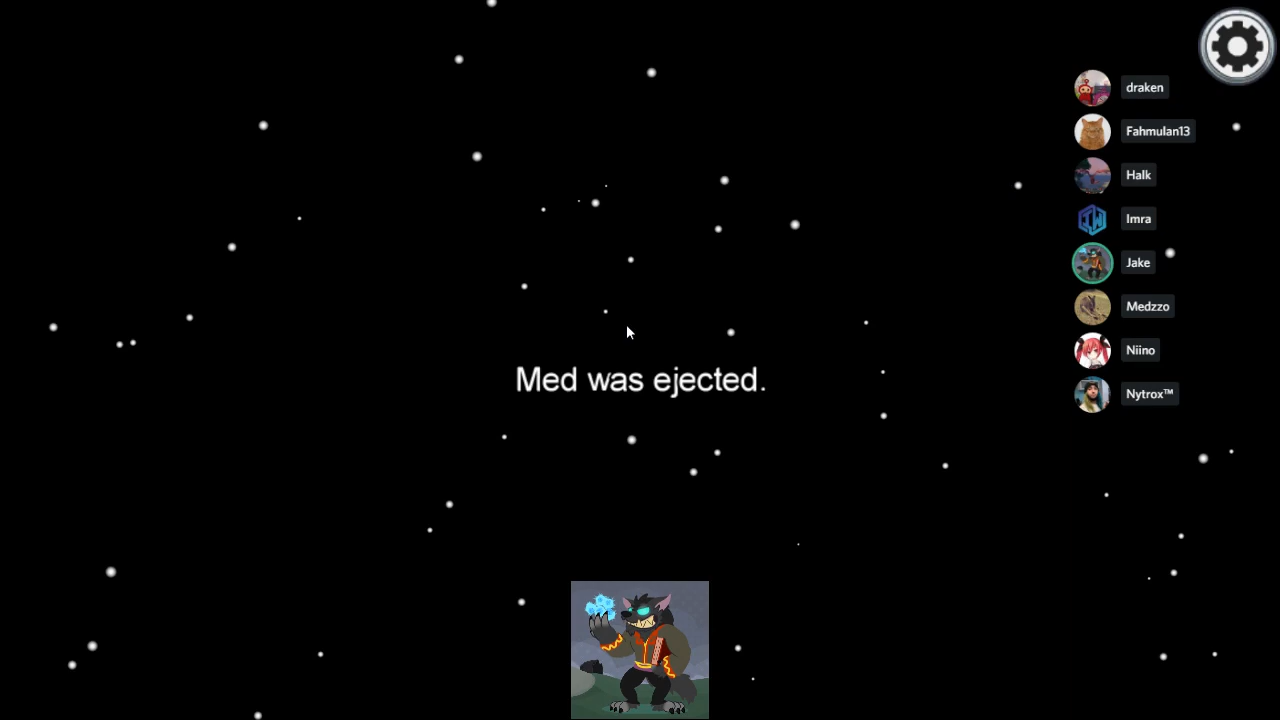 draken
Fahmulan13
Halk
Imra
Jake
Medzzo
Niino
Nytrox™
Med was ejected.